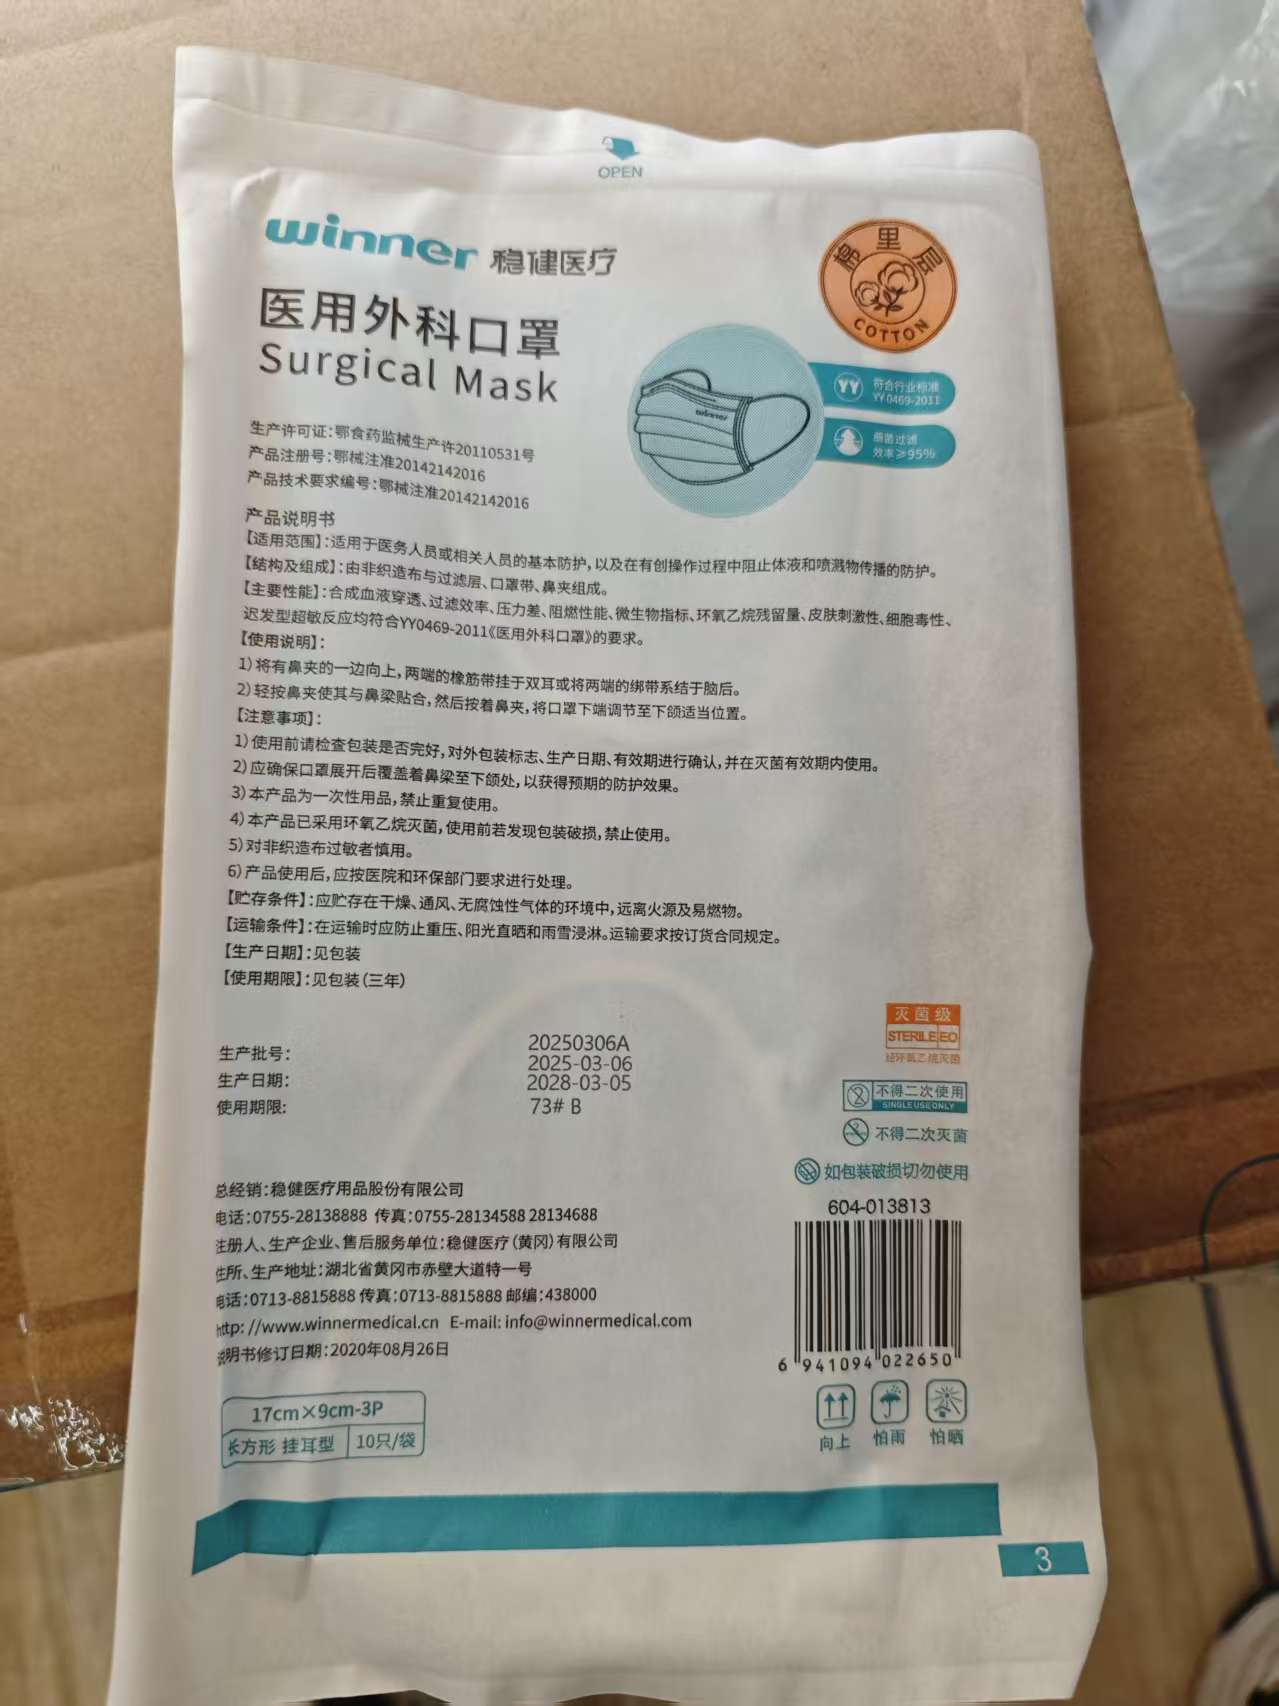 OPEN
winner 稳健医疗
棉里层
COTTON
医用外科口罩
Surgical Mask
winner
YY 符合行业标准
YY 0469-2011
细菌过滤
效率≥95%
生产许可证:鄂食药监械生产许20110531号
产品注册号:鄂械注准20142142016
产品技术要求编号:鄂械注准20142142016
产品说明书
【适用范围】:适用于医务人员或相关人员的基本防护,以及在有创操作过程中阻止体液和喷溅物传播的防护。
【结构及组成】:由非织造布与过滤层、口罩带、鼻夹组成。
【主要性能】:合成血液穿透、过滤效率、压力差、阻燃性能、微生物指标、环氧乙烷残留量、皮肤刺激性、细胞毒性、
迟发型超敏反应均符合YY0469-2011《医用外科口罩》的要求。
【使用说明】:
1)将有鼻夹的一边向上,两端的橡筋带挂于双耳或将两端的绑带系结于脑后。
2)轻按鼻夹使其与鼻梁贴合,然后按着鼻夹,将口罩下端调节至下颌适当位置。
【注意事项】:
1)使用前请检查包装是否完好,对外包装标志、生产日期、有效期进行确认,并在灭菌有效期内使用。
2)应确保口罩展开后覆盖着鼻梁至下颌处,以获得预期的防护效果。
3)本产品为一次性用品,禁止重复使用。
4)本产品已采用环氧乙烷灭菌,使用前若发现包装破损,禁止使用。
5)对非织造布过敏者慎用。
6)产品使用后,应按医院和环保部门要求进行处理。
【贮存条件】:应贮存在干燥、通风、无腐蚀性气体的环境中,远离火源及易燃物。
【运输条件】:在运输时应防止重压、阳光直晒和雨雪浸淋。运输要求按订货合同规定。
【生产日期】:见包装
【使用期限】:见包装(三年)
生产批号: 20250306A
生产日期: 2025-03-06
使用期限: 2028-03-05
73# B
灭菌级
STERILE EO
经环氧乙烷灭菌
不得二次使用
SINGLE USE ONLY
不得二次灭菌
如包装破损切勿使用
总经销:稳健医疗用品股份有限公司
电话:0755-28138888 传真:0755-28134588 28134688
注册人、生产企业、售后服务单位:稳健医疗(黄冈)有限公司
住所、生产地址:湖北省黄冈市赤壁大道特一号
电话:0713-8815888 传真:0713-8815888 邮编:438000
http: //www.winnermedical.cn E-mail: info@winnermedical.com
说明书修订日期:2020年08月26日
604-013813
6 941094 022650
17cm×9cm-3P
长方形 挂耳型 10只/袋
向上 怕雨 怕晒
3